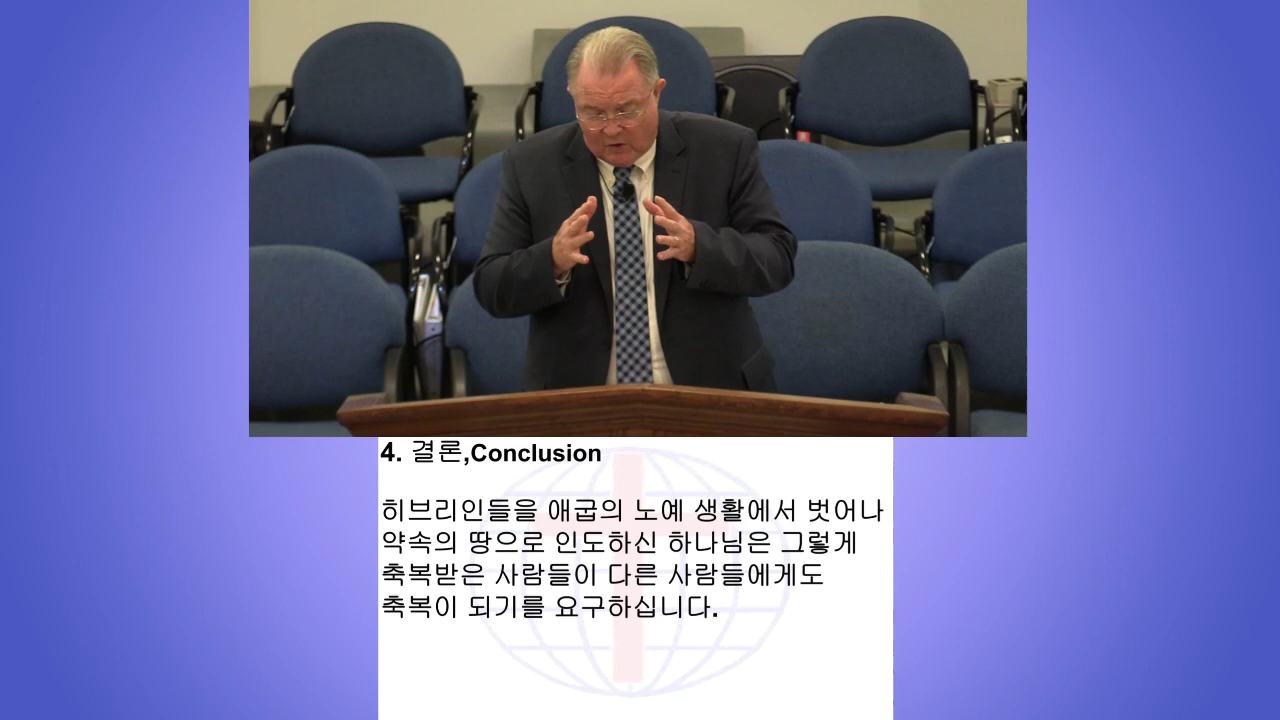 4. 결론,Conclusion
히브리인들을 애굽의 노예 생활에서 벗어나
약속의 땅으로 인도하신 하나님은 그렇게
축복받은 사람들이 다른 사람들에게도
축복이 되기를 요구하십니다.